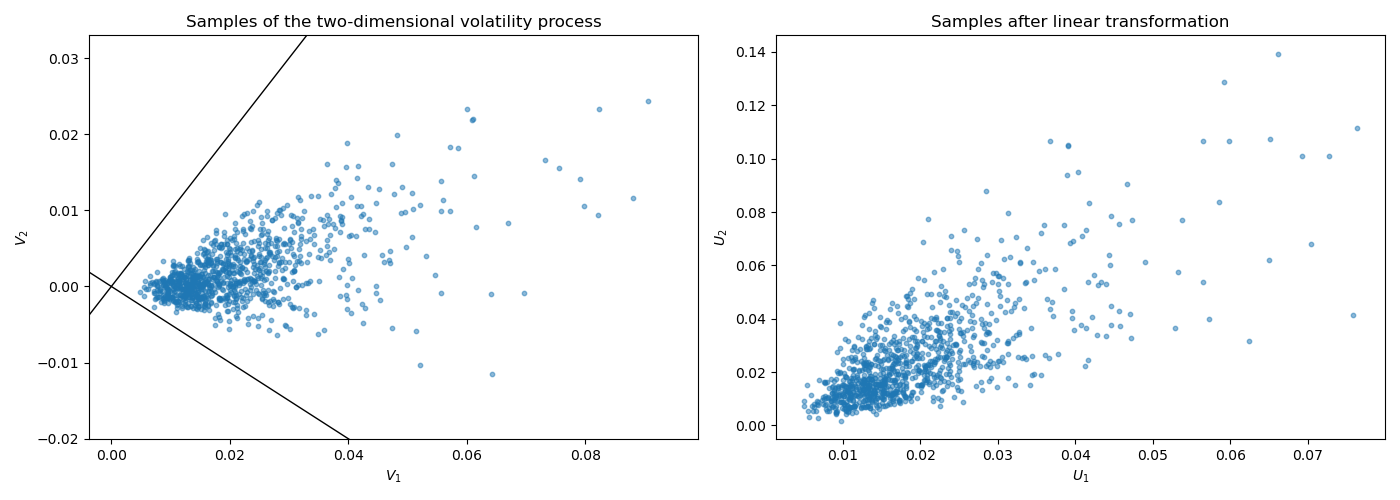 Samples of the two-dimensional volatility process
0.03
0.02
0.01
0.00
−0.01
−0.02
V₂
0.00 0.02 0.04 0.06 0.08
V₁
Samples after linear transformation
0.14
0.12
0.10
0.08
0.06
0.04
0.02
0.00
U₂
0.01 0.02 0.03 0.04 0.05 0.06 0.07
U₁